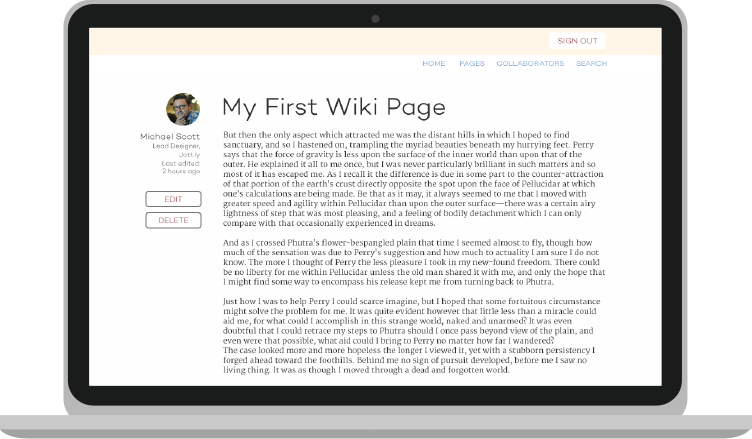 SIGN OUT
HOME PAGES COLLABORATORS SEARCH
My First Wiki Page
Michael Scott
Lead Designer,
Jott.ly
Last edited:
2 hours ago
EDIT
DELETE
But then the only aspect which attracted me was the distant hills in which I hoped to find
sanctuary, and so I hastened on, trampling the myriad beauties beneath my hurrying feet. Perry
says that the force of gravity is less upon the surface of the inner world than upon that of the
outer. He explained it all to me once, but I was never particularly brilliant in such matters and so
most of it has escaped me. As I recall it the difference is due in some part to the counter-attraction
of that portion of the earth's crust directly opposite the spot upon the face of Pellucidar at which
one's calculations are being made. Be that as it may, it always seemed to me that I moved with
greater speed and agility within Pellucidar than upon the outer surface—there was a certain airy
lightness of step that was most pleasing, and a feeling of bodily detachment which I can only
compare with that occasionally experienced in dreams.
And as I crossed Phutra's flower-bespangled plain that time I seemed almost to fly, though how
much of the sensation was due to Perry's suggestion and how much to actuality I am sure I do not
know. The more I thought of Perry the less pleasure I took in my new-found freedom. There could
be no liberty for me within Pellucidar unless the old man shared it with me, and only the hope that
I might find some way to encompass his release kept me from turning back to Phutra.
Just how I was to help Perry I could scarce imagine, but I hoped that some fortuitous circumstance
might solve the problem for me. It was quite evident however that little less than a miracle could
aid me, for what could I accomplish in this strange world, naked and unarmed? It was even
doubtful that I could retrace my steps to Phutra should I once pass beyond view of the plain, and
even were that possible, what aid could I bring to Perry no matter how far I wandered?
The case looked more and more hopeless the longer I viewed it, yet with a stubborn persistency I
forged ahead toward the foothills. Behind me no sign of pursuit developed, before me I saw no
living thing. It was as though I moved through a dead and forgotten world.